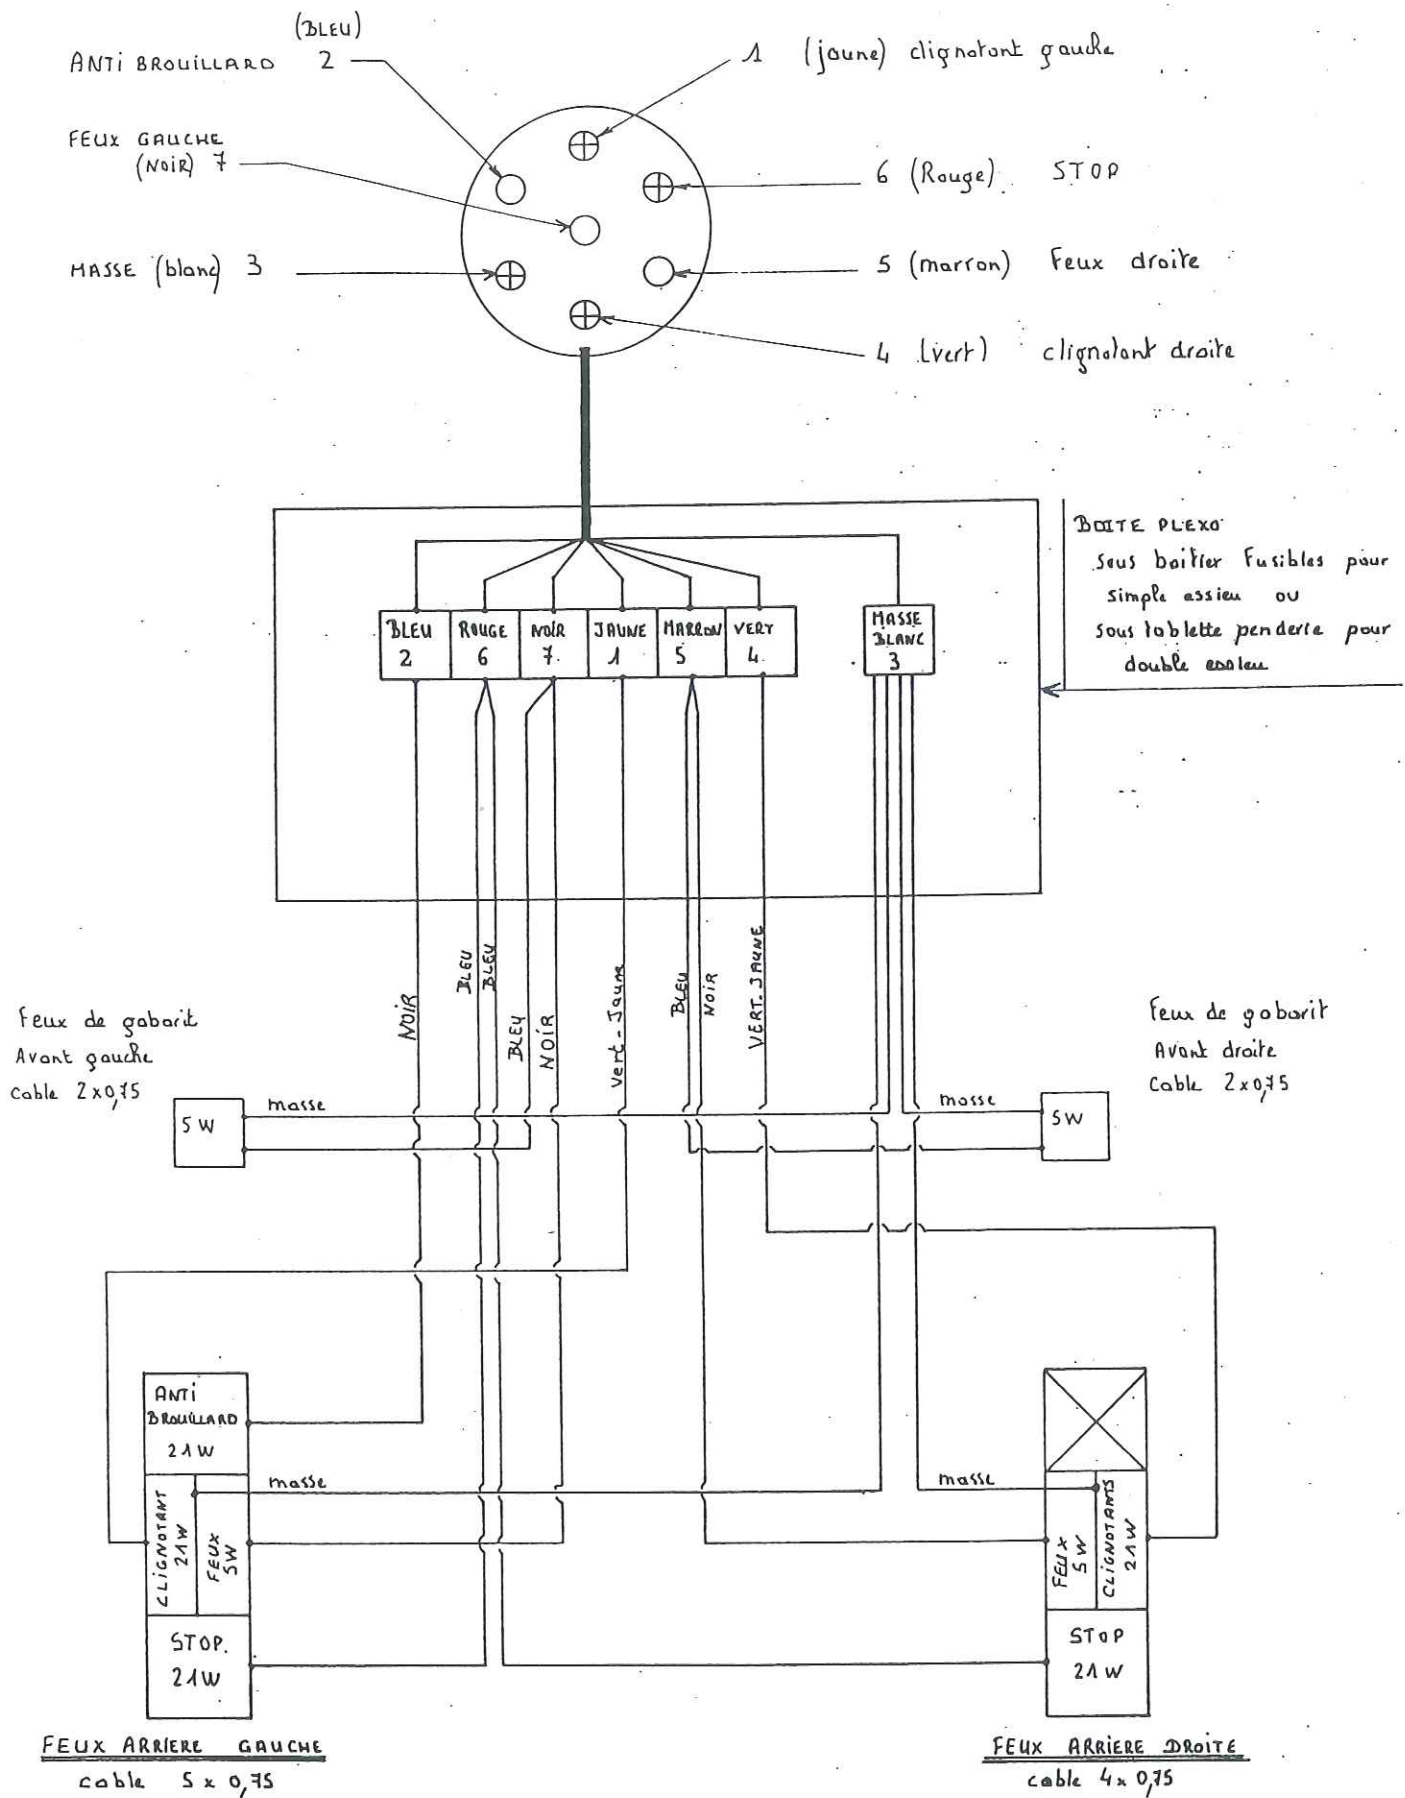 (BLEU)
ANTI BROUILLARD 2
1 (jaune) clignotant gauche
FEUX GAUCHE
(NOIR) 7
6 (Rouge) STOP
MASSE (blanc) 3
5 (marron) Feux droite
4 (vert) clignotant droite
BOITE PLEXO
sous boitier Fusibles pour
simple essieu ou
sous tablette penderie pour
double essieu
BLEU
2
ROUGE
6
NOIR
7.
JAUNE
1
MARRON
5
VERT
4.
MASSE
BLANC
3
NOIR
BLEU
BLEU
BLEU
NOIR
Vert-Jaune
BLEU
NOIR
VERT.JAUNE
Feux de gabarit
Avant gauche
Cable 2x0,75
Feux de gabarit
Avant droite
Cable 2x0,75
5W
masse
masse
5W
ANTI
BROUILLARD
21W
masse
CLIGNOTANT
21W
FEUX
5W
STOP.
21W
masse
FEUX
5W
CLIGNOTANTS
21W
STOP
21W
FEUX ARRIERE GAUCHE
cable 5x0,75
FEUX ARRIERE DROITE
cable 4x0,75